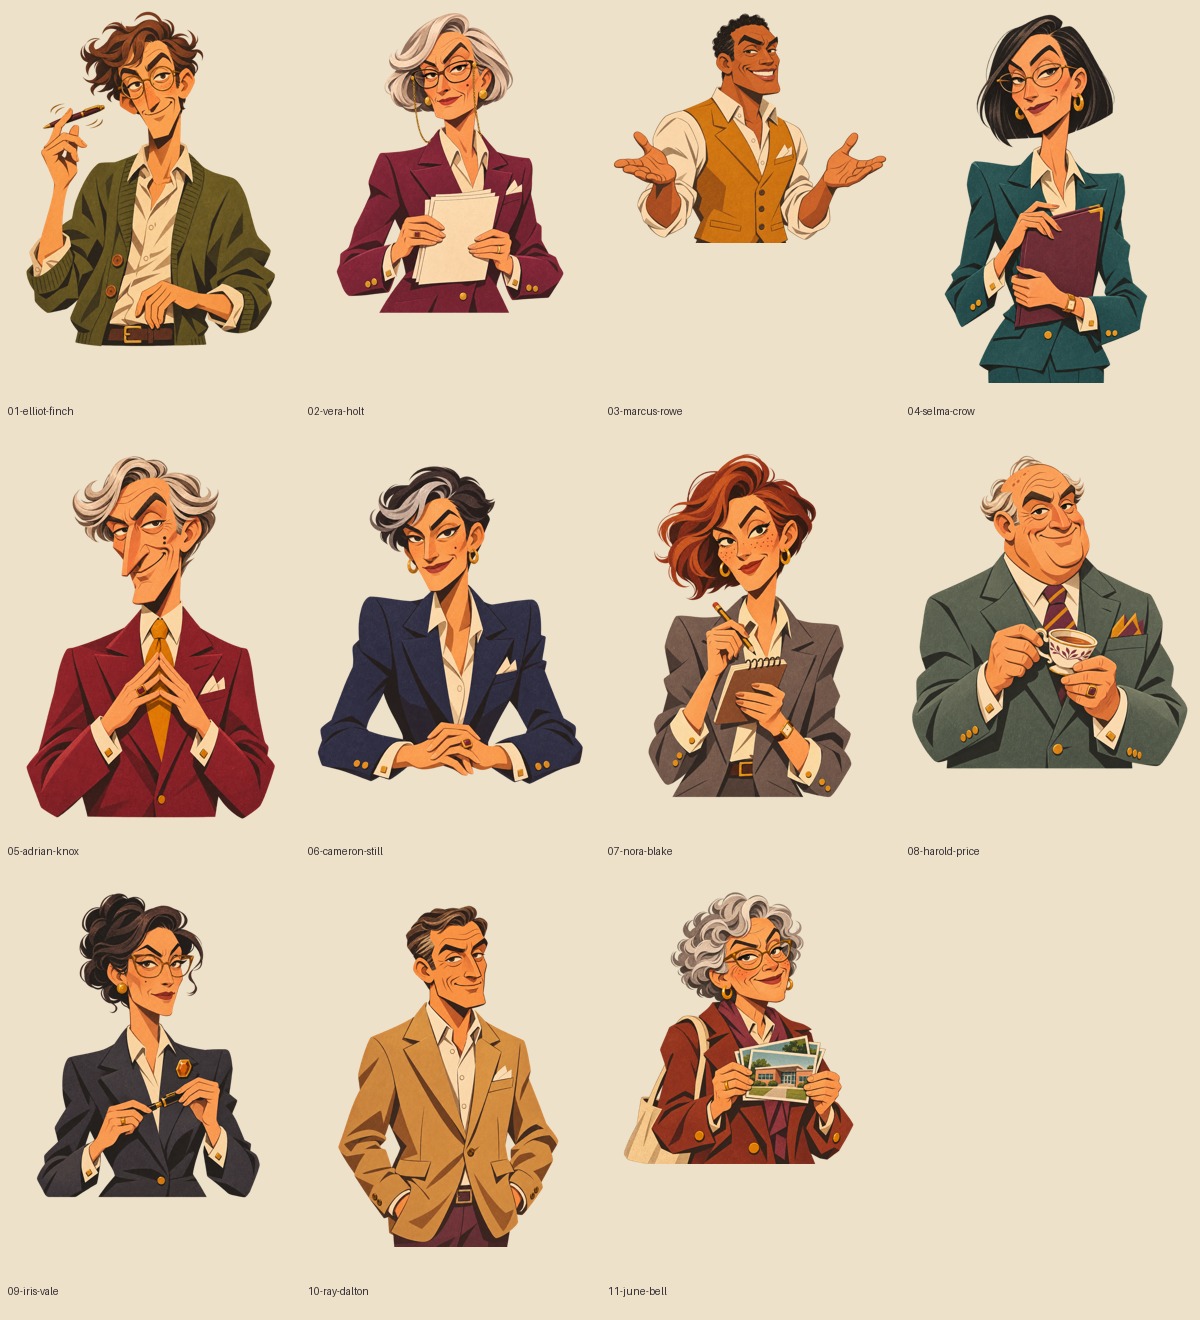 01-elliot-finch
02-vera-holt
03-marcus-rowe
04-selma-crow
05-adrian-knox
06-cameron-still
07-nora-blake
08-harold-price
09-iris-vale
10-ray-dalton
11-june-bell